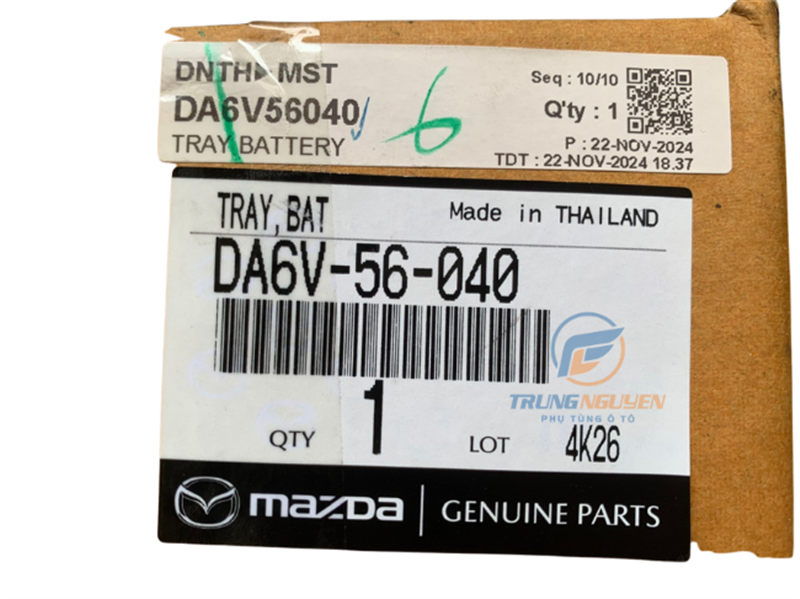 DNTH▶ MST
Seq : 10/10
DA6V56040
6
Q'ty : 1
TRAY BATTERY
P : 22-NOV-2024
TDT : 22-NOV-2024 18.37
TRAY, BAT
Made in THAILAND
DA6V-56-040
TRUNG NGUYEN
PHỤ TÙNG Ô TÔ
QTY 1 LOT 4K26
mazda | GENUINE PARTS